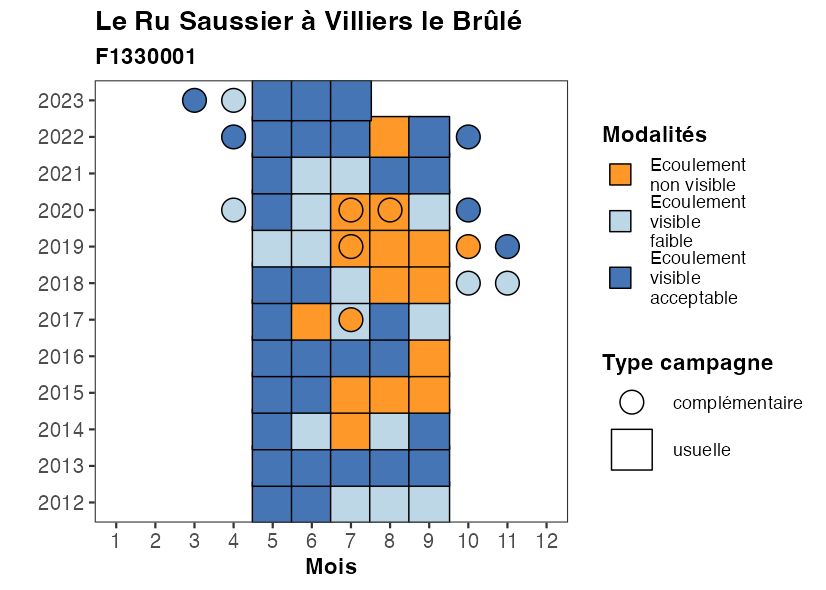 Le Ru Saussier à Villiers le Brûlé
F1330001
2023
2022
2021
2020
2019
2018
2017
2016
2015
2014
2013
2012
1 2 3 4 5 6 7 8 9 10 11 12
Mois
Modalités
Ecoulement
non visible
Ecoulement
visible
faible
Ecoulement
visible
acceptable
Type campagne
complémentaire
usuelle